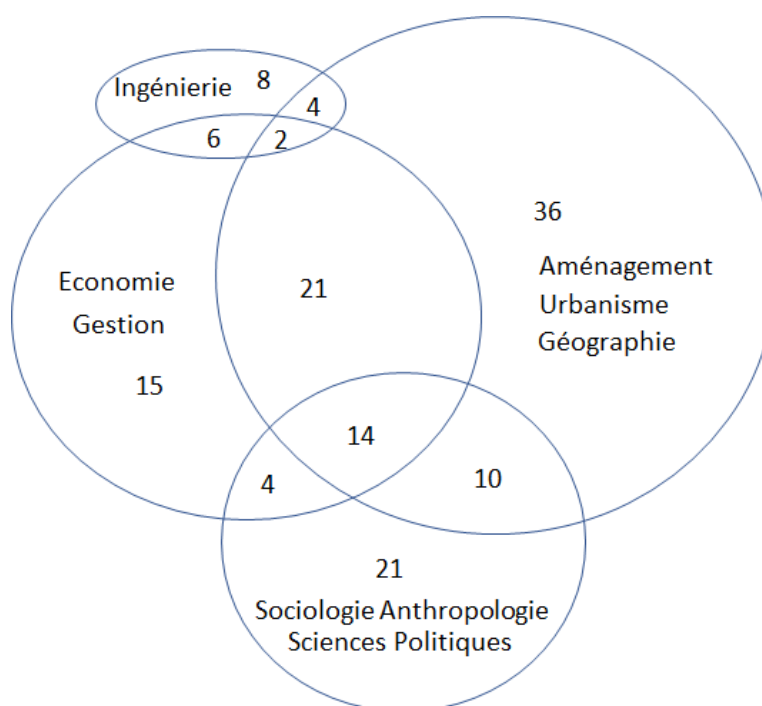 Ingénierie 8
4
6 2
36
Economie
Gestion
21
Aménagement
Urbanisme
Géographie
15
14
4
10
21
Sociologie Anthropologie
Sciences Politiques